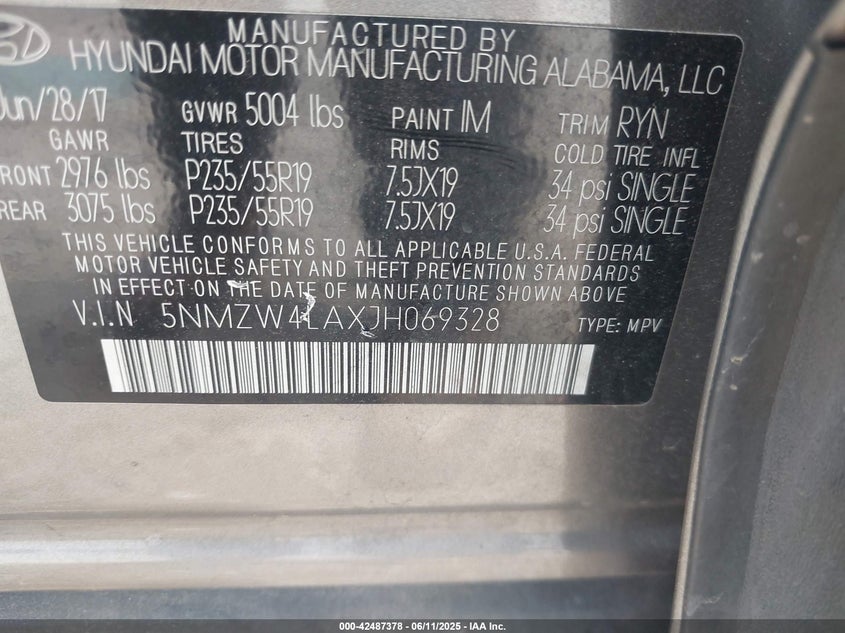 MANUFACTURED BY
HYUNDAI MOTOR MANUFACTURING ALABAMA, LLC
Jun/28/17 GVWR 5004 lbs PAINT IM TRIM RYN
GAWR TIRES RIMS COLD TIRE INFL
FRONT 2976 lbs P235/55R19 7.5JX19 34 psi SINGLE
REAR 3075 lbs P235/55R19 7.5JX19 34 psi SINGLE
THIS VEHICLE CONFORMS TO ALL APPLICABLE U.S.A. FEDERAL
MOTOR VEHICLE SAFETY AND THEFT PREVENTION STANDARDS
IN EFFECT ON THE DATE OF MANUFACTURE SHOWN ABOVE.
V.I.N 5NMZW4LAXJH069328 TYPE: MPV
000-42487378 - 06/11/2025 - IAA Inc.